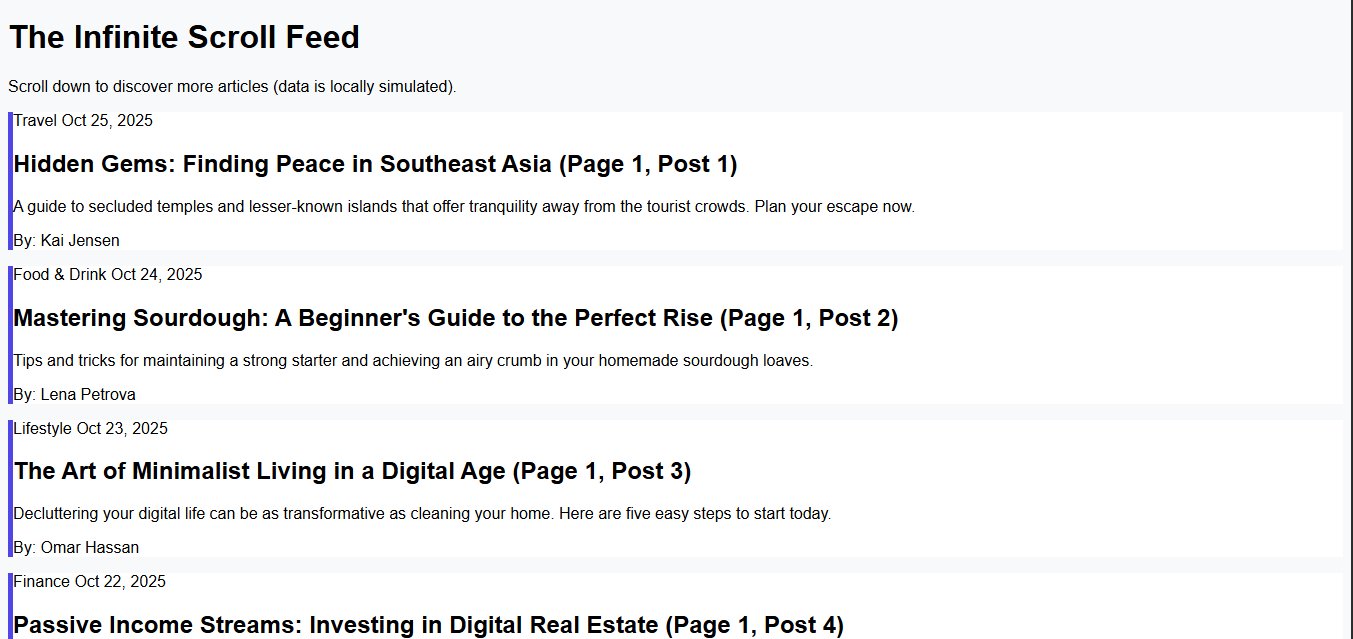 The Infinite Scroll Feed
Scroll down to discover more articles (data is locally simulated).
Travel Oct 25, 2025
Hidden Gems: Finding Peace in Southeast Asia (Page 1, Post 1)
A guide to secluded temples and lesser-known islands that offer tranquility away from the tourist crowds. Plan your escape now.
By: Kai Jensen
Food & Drink Oct 24, 2025
Mastering Sourdough: A Beginner's Guide to the Perfect Rise (Page 1, Post 2)
Tips and tricks for maintaining a strong starter and achieving an airy crumb in your homemade sourdough loaves.
By: Lena Petrova
Lifestyle Oct 23, 2025
The Art of Minimalist Living in a Digital Age (Page 1, Post 3)
Decluttering your digital life can be as transformative as cleaning your home. Here are five easy steps to start today.
By: Omar Hassan
Finance Oct 22, 2025
Passive Income Streams: Investing in Digital Real Estate (Page 1, Post 4)